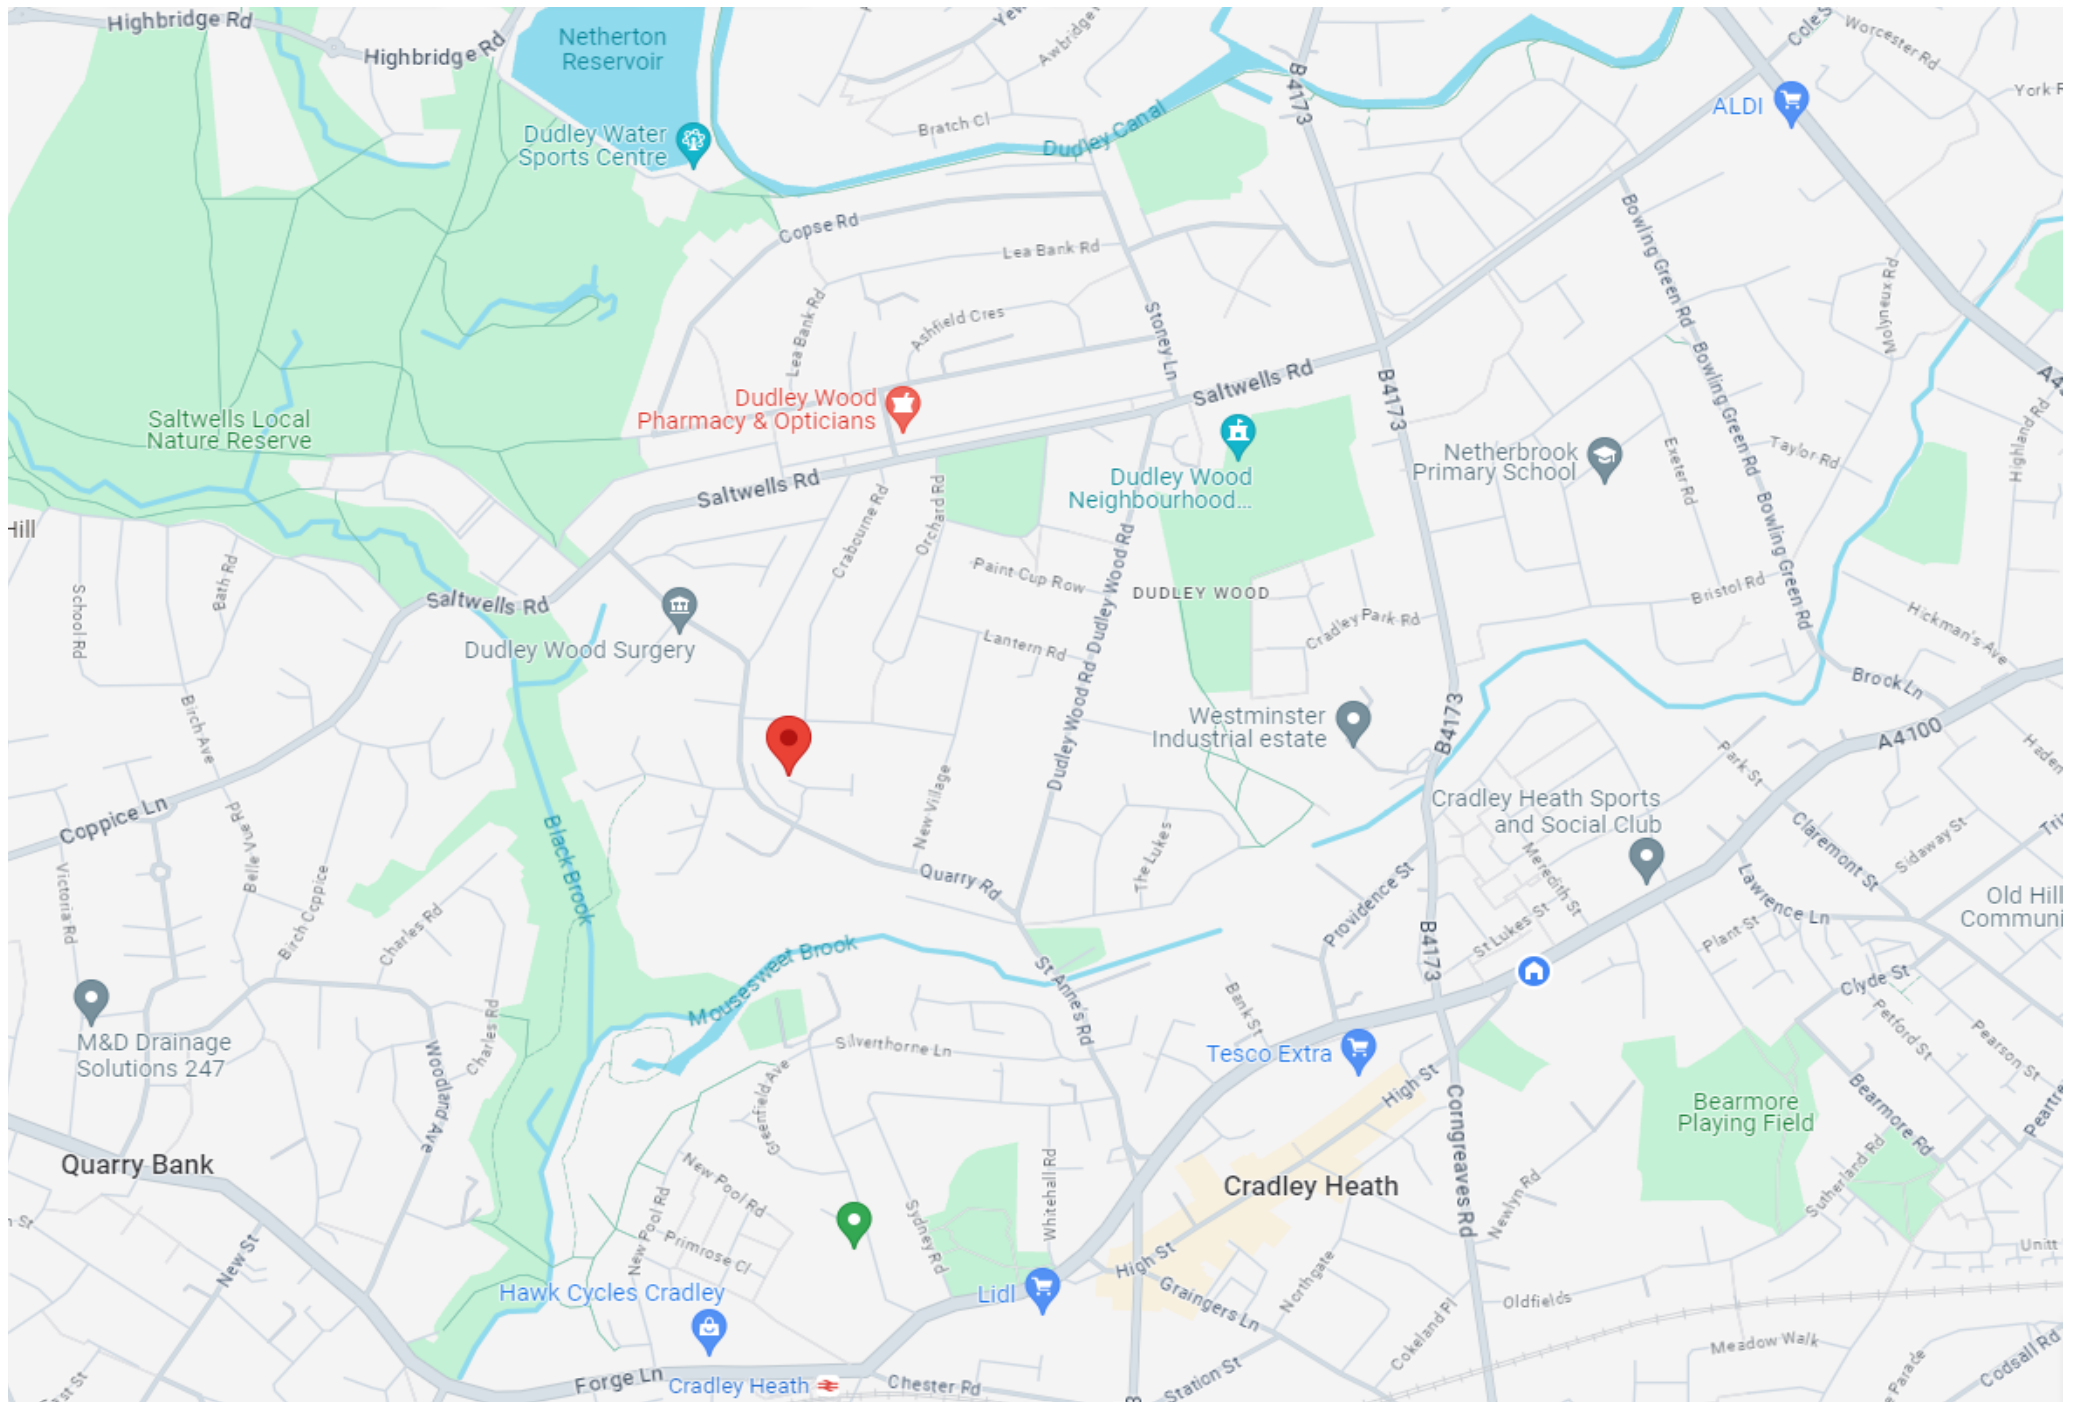 Highbridge Rd
Highbridge Rd
Netherton
Reservoir
Awbridge
Coles
Worcester Rd
York R
ALDI
B4173
Dudley Water
Sports Centre
Bratch Cl
Dudley Canal
Copse Rd
Lea Bank Rd
Lea Bank Rd
Ashfield Cres
Stoney Ln
Bowling Green Rd
Molyneux Rd
Saltwells Rd
B4173
Bowling Green Rd
Highland Rd
Dudley Wood
Pharmacy & Opticians
Saltwells Local
Nature Reserve
Netherbrook
Primary School
Exeter Rd
Taylor Rd
Dudley Wood
Neighbourhood...
Saltwells Rd
Crabourne Rd
Orchard Rd
Hill
Bowling Green Rd
School Rd
Bath Rd
Paint Cup Row
Dudley Wood Rd
DUDLEY WOOD
Bristol Rd
Saltwells Rd
Cradley Park Rd
Hickman's Ave
Dudley Wood Surgery
Lantern Rd
Brook Ln
Birch Ave
Dudley Wood Rd
Westminster
Industrial estate
B4173
A4100
Park St
Haden
Coppice Ln
Belle Vue Rd
Black Brook
New Village
The Lukes
Cradley Heath Sports
and Social Club
Claremont St
Sidaway St
Victoria Rd
Birch Coppice
Charles Rd
Quarry Rd
Providence St
Meredith St
Lawrence Ln
Old Hill
Communi
St Lukes St
Plant St
B4173
Mousesweet Brook
St Anne's Rd
Bank St
Clyde St
Petford St
Pearson St
M&D Drainage
Solutions 247
Charles Rd
Woodland Ave
Silverthorne Ln
Greenfield Ave
Tesco Extra
High St
Corngreaves Rd
Bearmore
Playing Field
Bearmore Rd
Peartre
Quarry Bank
New Pool Rd
New Pool Rd
Primrose Cl
Sydney Rd
Whitehall Rd
Cradley Heath
Newlyn Rd
Sutherland Rd
Unitt
St
New St
High St
Graingers Ln
Northgate
Hawk Cycles Cradley
Lidl
Cokeland Pl
Oldfields
Meadow Walk
Parade
Codsall Rd
Forge Ln
Cradley Heath
Chester Rd
Station St